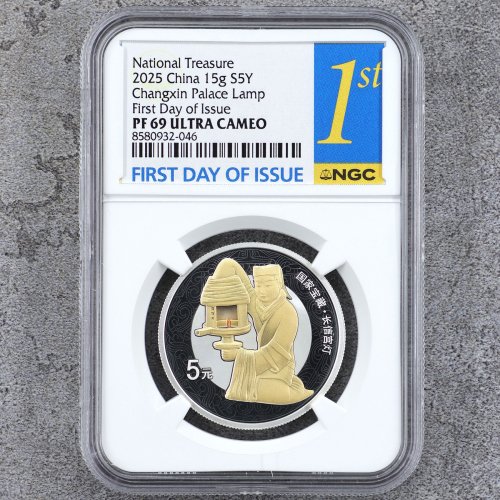 National Treasure
2025 China 15g S5Y
Changxin Palace Lamp
First Day of Issue
PF 69 ULTRA CAMEO
8580932-046
FIRST DAY OF ISSUE
1st
NGC
国家宝藏·长信宫灯
5元